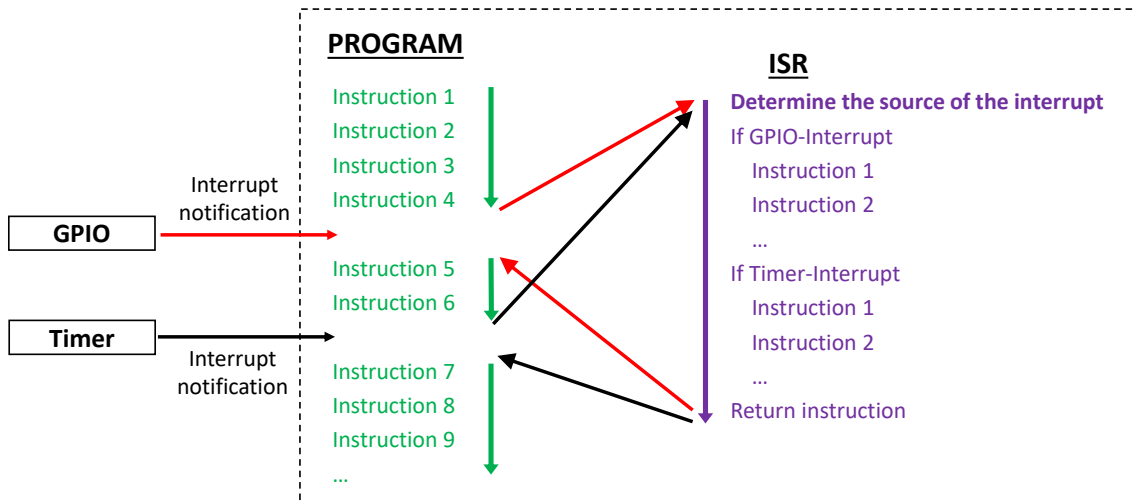 PROGRAM
Instruction 1
Instruction 2
Instruction 3
Instruction 4
Interrupt
notification
GPIO
Instruction 5
Instruction 6
Timer
Interrupt
notification
Instruction 7
Instruction 8
Instruction 9
...
ISR
Determine the source of the interrupt
If GPIO-Interrupt
Instruction 1
Instruction 2
...
If Timer-Interrupt
Instruction 1
Instruction 2
...
Return instruction